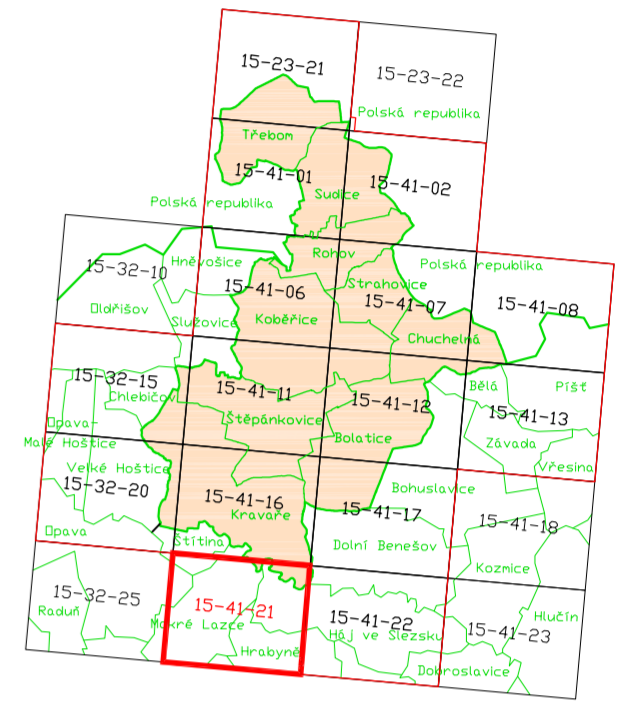 15-23-21
15-23-22
Polská republika
Třebom
15-41-01
15-41-02
Sudice
Polská republika
Rohov
Hněvošice
Polská republika
15-32-10
Strahovice
15-41-06
15-41-07
15-41-08
Oldřišov
Služovice
Koběřice
Chuchelná
15-32-15
15-41-11
Bělá
Píšť
Chlebičov
15-41-12
15-41-13
Opava-
Malé Hoštice
Štěpánkovice
Bolatice
Závada
Velké Hoštice
Vřesina
15-32-20
15-41-16
Bohuslavice
Kravaře
15-41-17
15-41-18
Opava
Štítina
Dolní Benešov
Kozmice
15-32-25
15-41-21
Raduň
Mokré Lazce
15-41-22
Háj ve Slezsku
15-41-23
Hlučín
Hrabyně
Dobroslavice